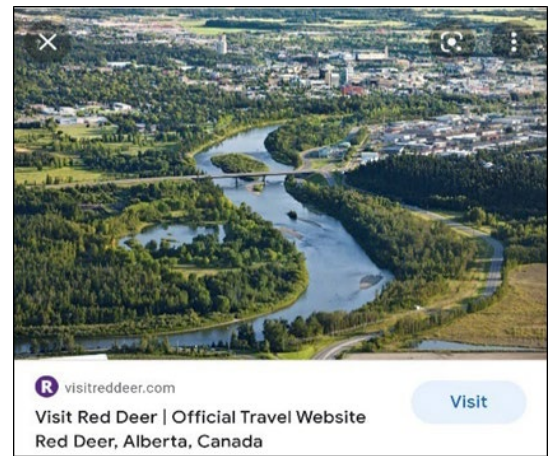 R visitreddeer.com
Visit Red Deer | Official Travel Website
Red Deer, Alberta, Canada
Visit